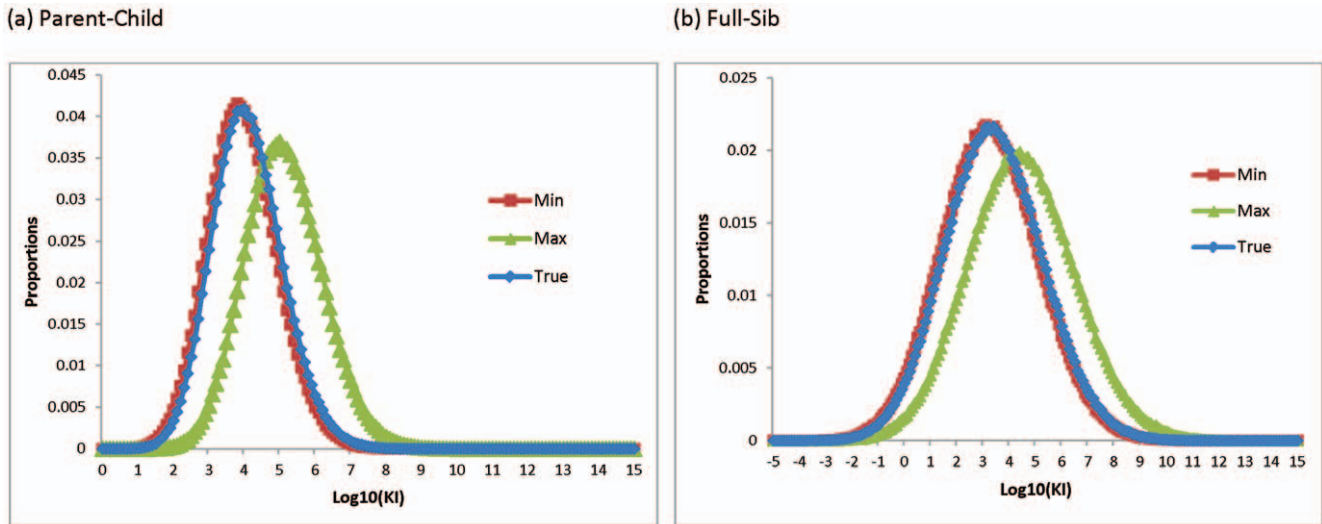 (a) Parent-Child
0.045
0.04
0.035
0.03
0.025
0.02
0.015
0.01
0.005
0
Proportions
Min
Max
True
0 1 2 3 4 5 6 7 8 9 10 11 12 13 14 15
Log10(KI)
(b) Full-Sib
0.025
0.02
0.015
0.01
0.005
0
Proportions
Min
Max
True
-5 -4 -3 -2 -1 0 1 2 3 4 5 6 7 8 9 10 11 12 13 14 15
Log10(KI)